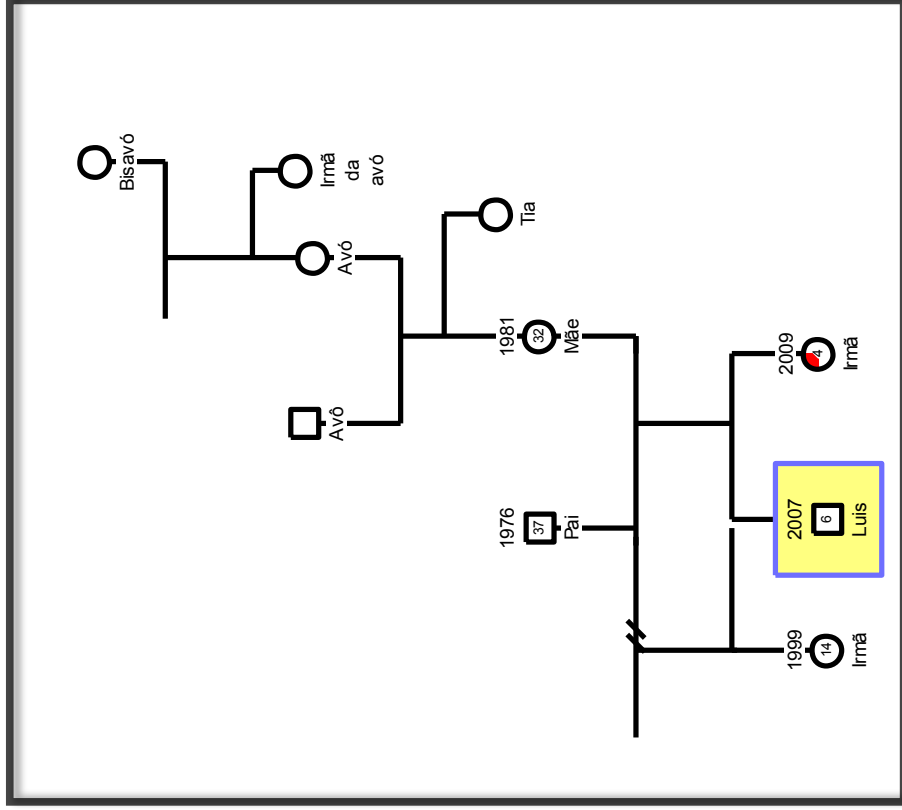 Bisavó
Irmã
da
avó
Avó
Avô
Tia
1981
32
Mãe
1976
37
Pai
2009
4
Irmã
2007
6
Luis
1999
14
Irmã